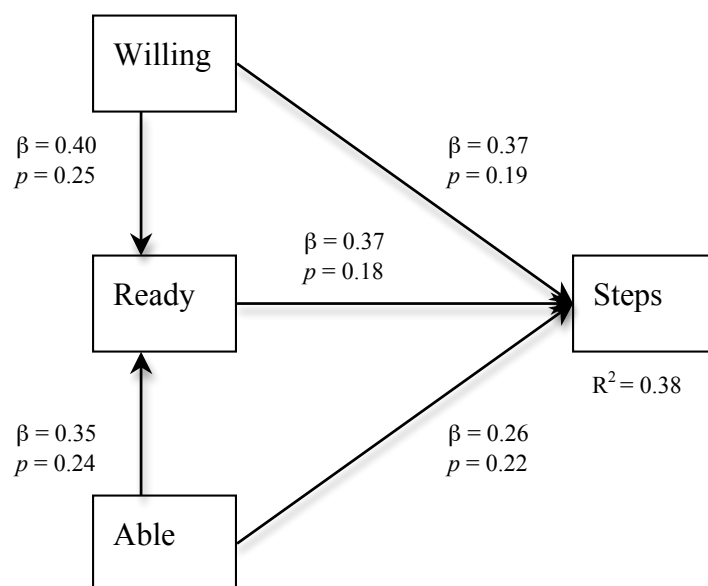 Willing
β = 0.40
p = 0.25
β = 0.37
p = 0.19
β = 0.37
p = 0.18
Ready
Steps
R² = 0.38
β = 0.35
p = 0.24
β = 0.26
p = 0.22
Able